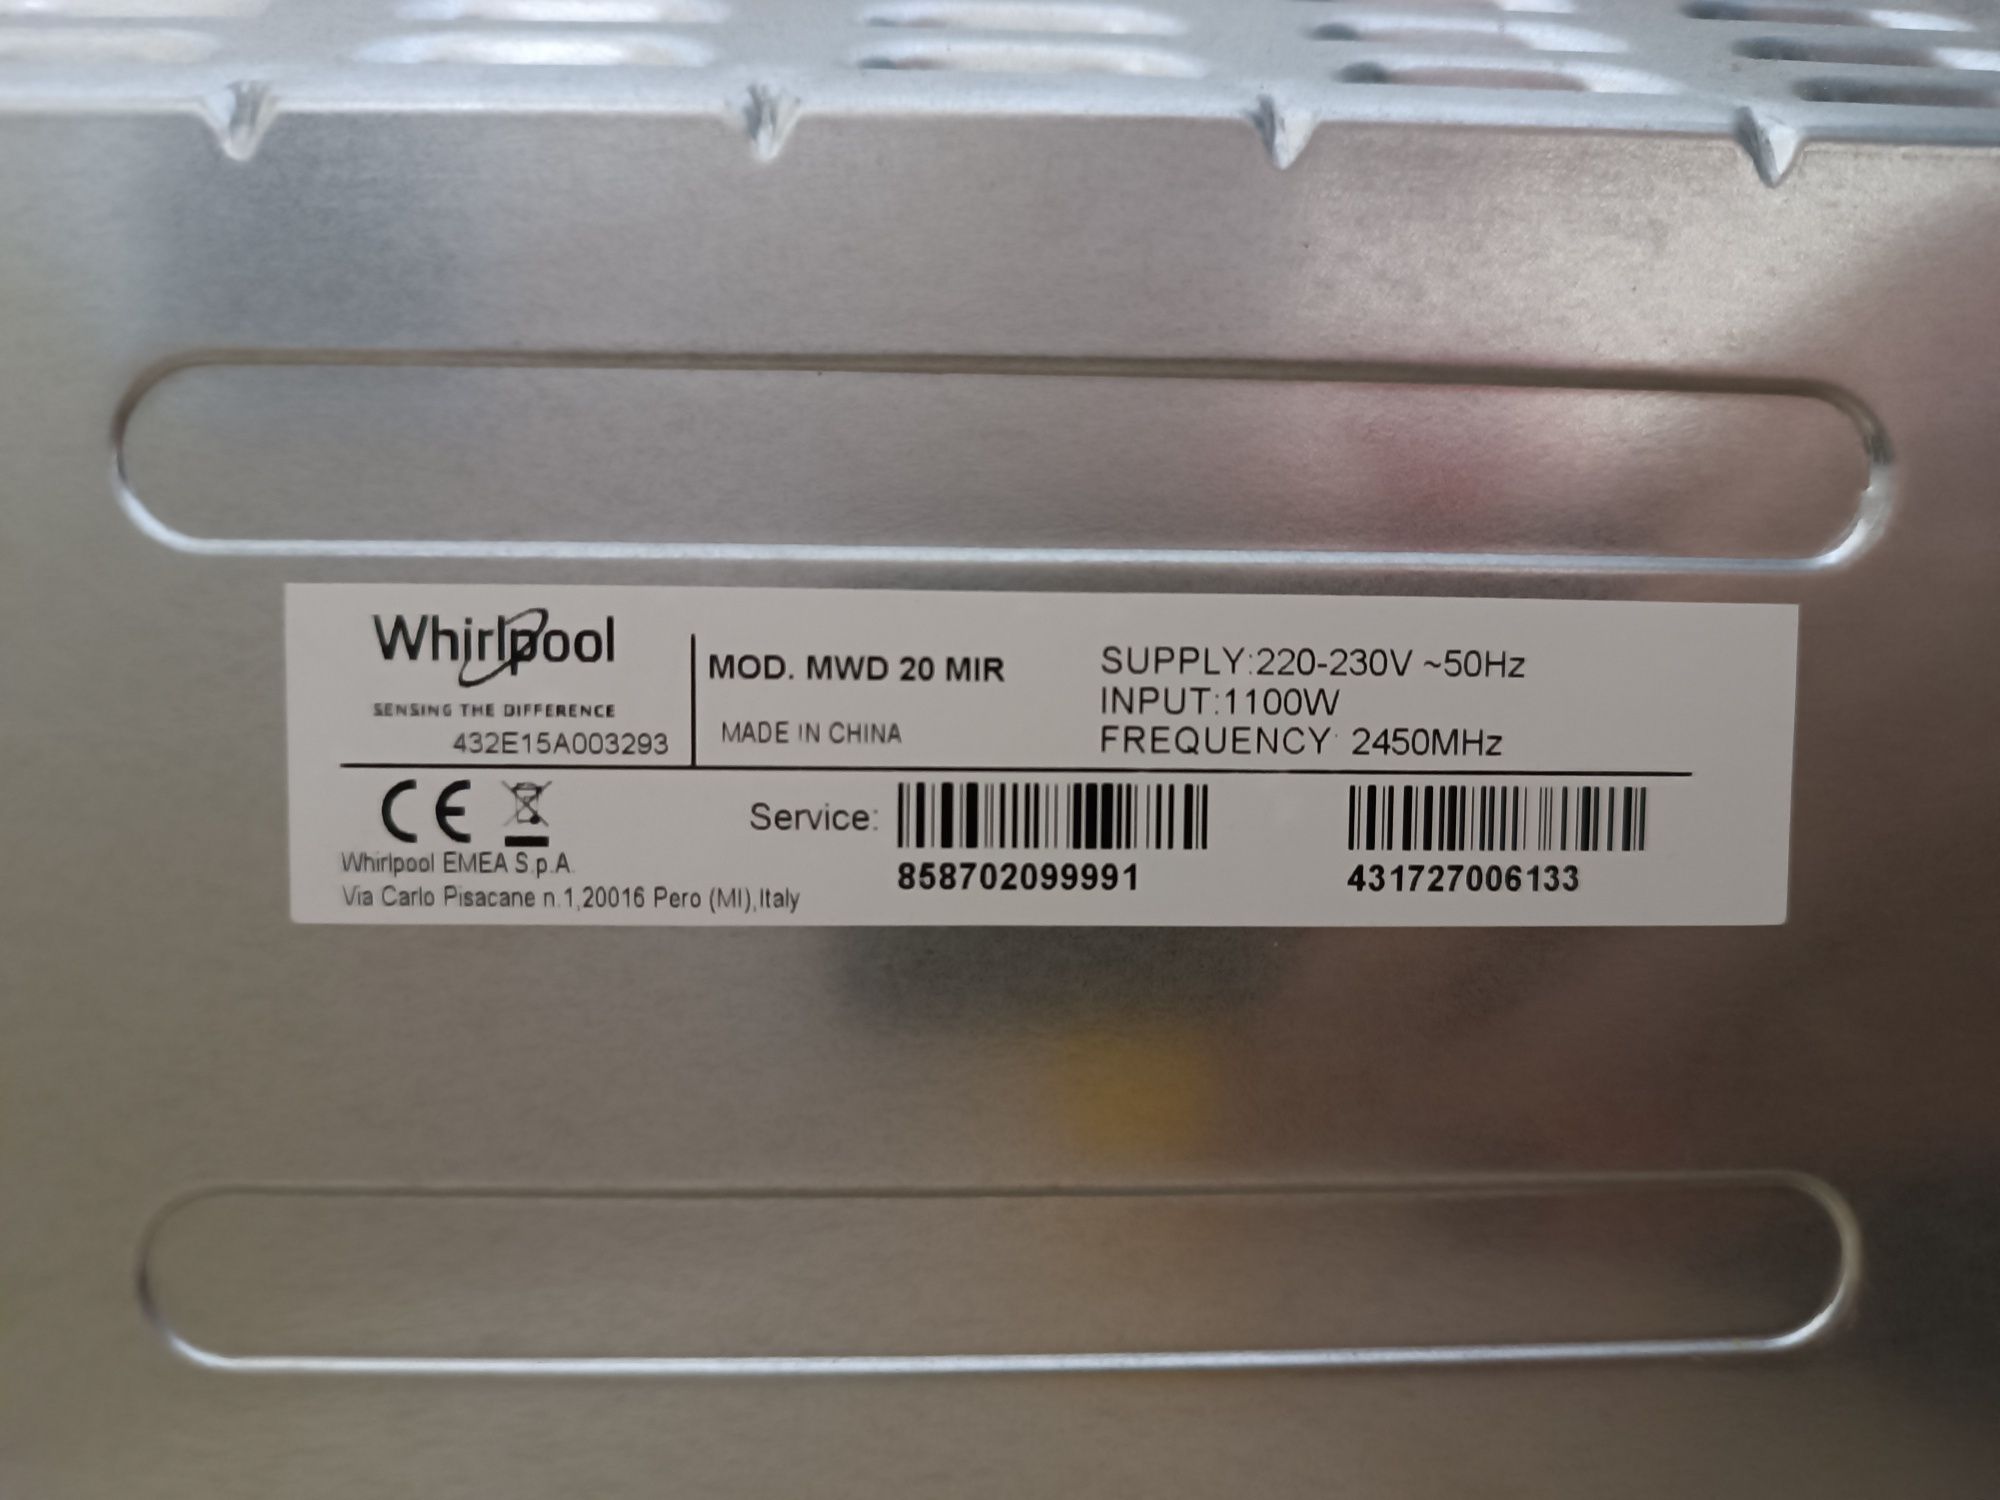 Whirlpool
SENSING THE DIFFERENCE
432E15A003293
MOD. MWD 20 MIR
MADE IN CHINA
SUPPLY:220-230V ~50Hz
INPUT:1100W
FREQUENCY: 2450MHz
CE
Whirlpool EMEA S.p.A.
Via Carlo Pisacane n.1,20016 Pero (MI),Italy
Service:
858702099991
431727006133